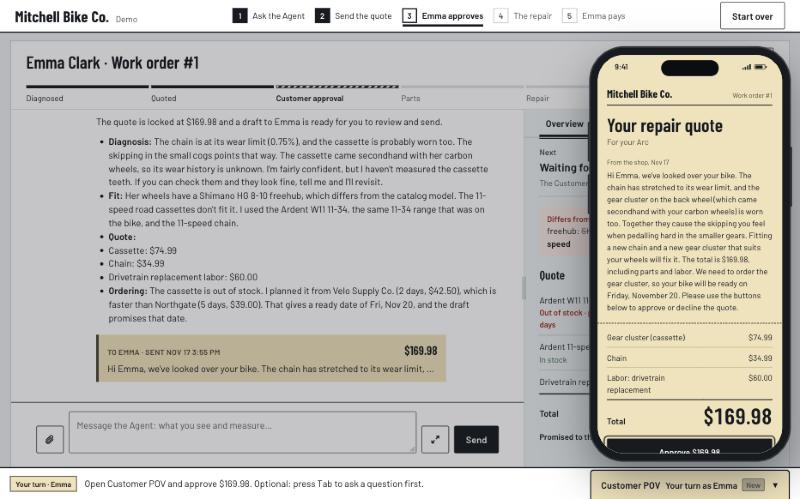 Mitchell Bike Co. Demo
1 Ask the Agent
2 Send the quote
3 Emma approves
4 The repair
5 Emma pays
Start over
Emma Clark · Work order #1
Diagnosed
Quoted
Customer approval
Parts
Repair
The quote is locked at $169.98 and a draft to Emma is ready for you to review and send.
• Diagnosis: The chain is at its wear limit (0.75%), and the cassette is probably worn too. The
skipping in the small cogs points that way. The cassette came secondhand with her carbon
wheels, so its wear history is unknown. I'm fairly confident, but I haven't measured the cassette
teeth. If you can check them and they look fine, tell me and I'll revisit.
• Fit: Her wheels have a Shimano HG 8-10 freehub, which differs from the catalog model. The 11-
speed road cassettes don't fit it. I used the Ardent W11 11-34, the same 11-34 range that was on
the bike, and the 11-speed chain.
• Quote:
• Cassette: $74.99
• Chain: $34.99
• Drivetrain replacement labor: $60.00
• Ordering: The cassette is out of stock. I planned it from Velo Supply Co. (2 days, $42.50), which is
faster than Northgate (5 days, $39.00). That gives a ready date of Fri, Nov 20, and the draft
promises that date.
TO EMMA · SENT NOV 17 3:55 PM
$169.98
Hi Emma, we've looked over your bike. The chain has stretched to its wear limit, ...
Message the Agent: what you see and measure...
Send
Overview
Next
Waiting fo
The Customer
Differs from
freehub:
speed
Quote
Ardent W11 11
Out of stock ·
days
Ardent 11-spe
In stock
Drivetrain rep
Total
Promised to th
9:41
Mitchell Bike Co.
Work order #1
Your repair quote
For your Arc
From the shop, Nov 17
Hi Emma, we've looked over your bike. The
chain has stretched to its wear limit, and the
gear cluster on the back wheel (which came
secondhand with your carbon wheels) is worn
too. Together they cause the skipping you feel
when pedalling hard in the smaller gears. Fitting
a new chain and a new gear cluster that suits
your wheels will fix it. The total is $169.98,
including parts and labor. We need to order the
gear cluster, so your bike will be ready on
Friday, November 20. Please use the buttons
below to approve or decline the quote.
Gear cluster (cassette) $74.99
Chain $34.99
Labor: drivetrain $60.00
replacement
Total $169.98
Approve $169.98
Your turn · Emma
Open Customer POV and approve $169.98. Optional: press Tab to ask a question first.
Customer POV Your turn as Emma New ▼